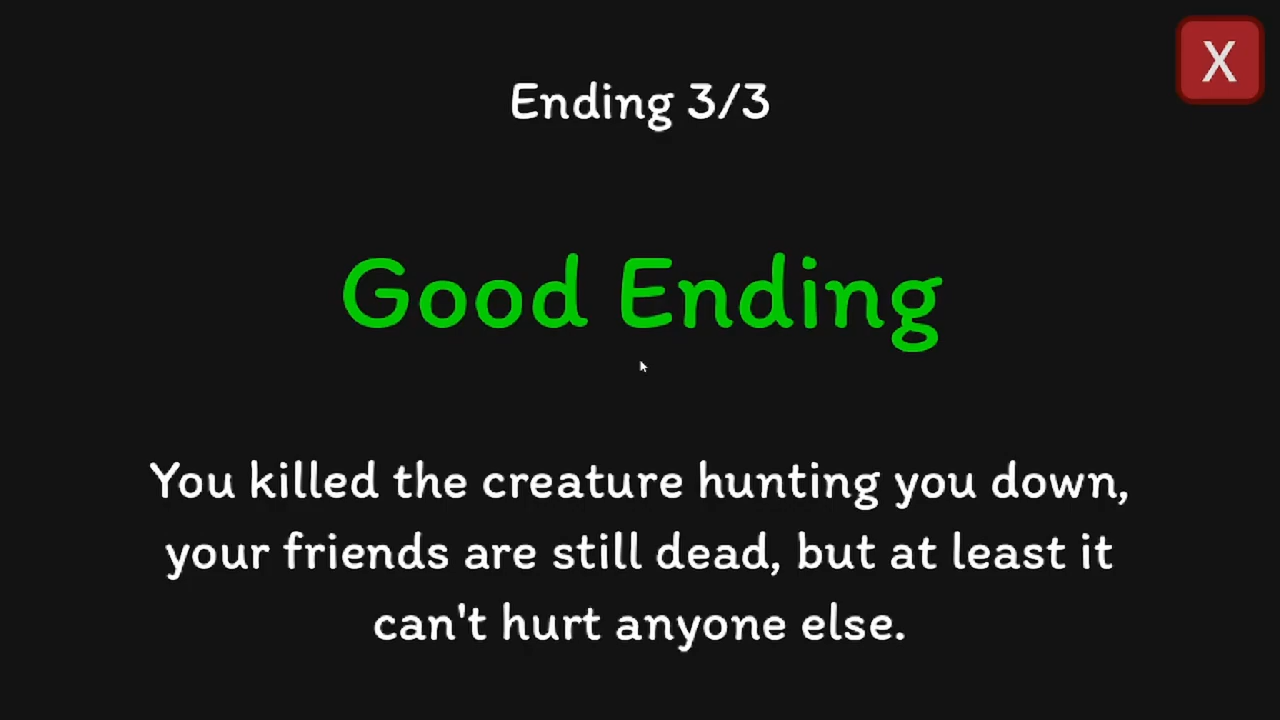 X
Ending 3/3
Good Ending
You killed the creature hunting you down,
your friends are still dead, but at least it
can't hurt anyone else.